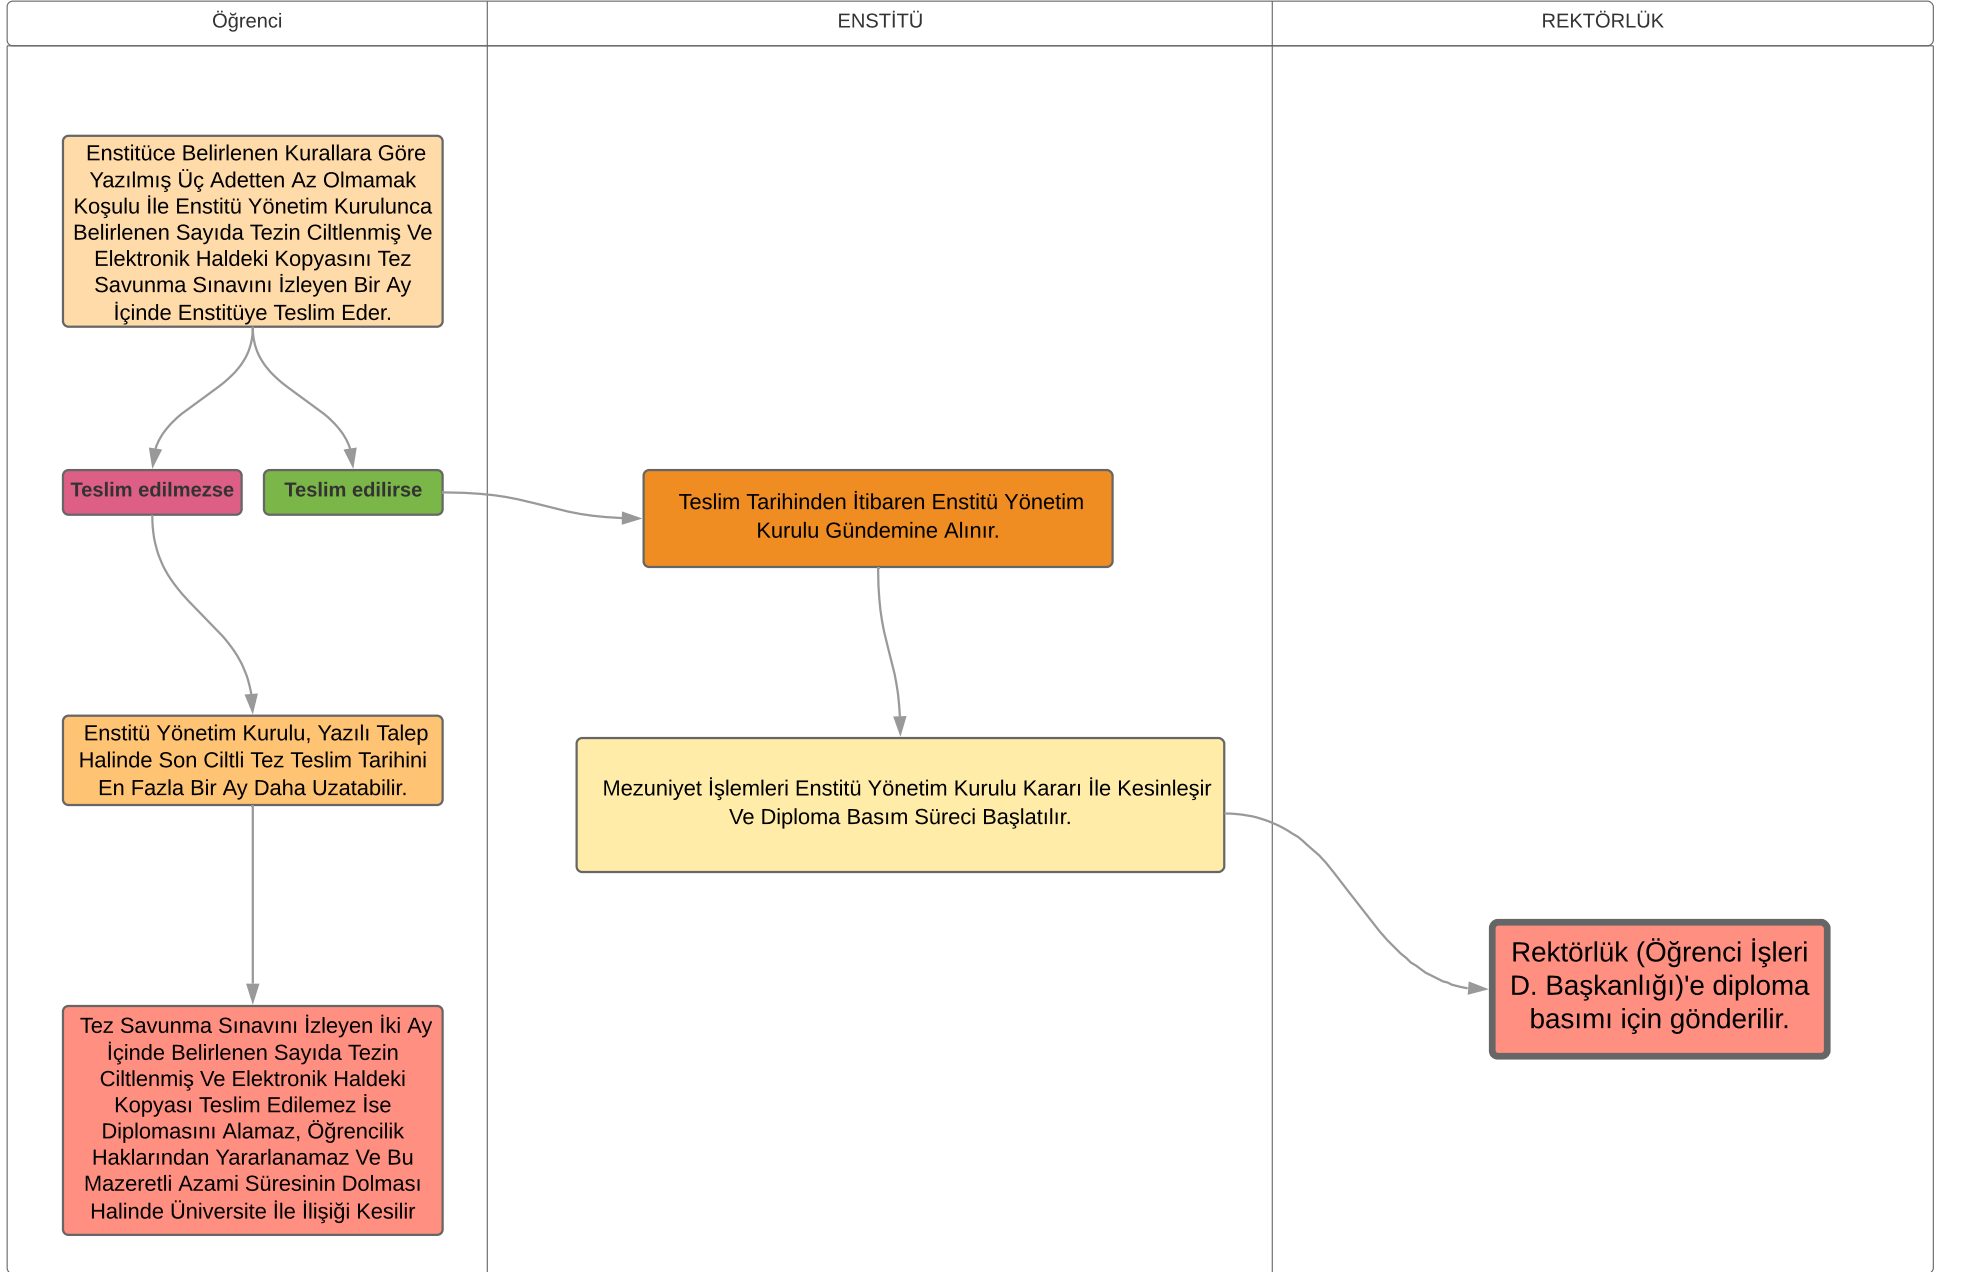 Öğrenci
ENSTİTÜ
REKTÖRLÜK
Enstitüce Belirlenen Kurallara Göre
Yazılmış Üç Adetten Az Olmamak
Koşulu İle Enstitü Yönetim Kurulunca
Belirlenen Sayıda Tezin Ciltlenmiş Ve
Elektronik Haldeki Kopyasını Tez
Savunma Sınavını İzleyen Bir Ay
İçinde Enstitüye Teslim Eder.
Teslim edilmezse
Teslim edilirse
Teslim Tarihinden İtibaren Enstitü Yönetim
Kurulu Gündemine Alınır.
Enstitü Yönetim Kurulu, Yazılı Talep
Halinde Son Ciltli Tez Teslim Tarihini
En Fazla Bir Ay Daha Uzatabilir.
Mezuniyet İşlemleri Enstitü Yönetim Kurulu Kararı İle Kesinleşir
Ve Diploma Basım Süreci Başlatılır.
Rektörlük (Öğrenci İşleri
D. Başkanlığı)'e diploma
basımı için gönderilir.
Tez Savunma Sınavını İzleyen İki Ay
İçinde Belirlenen Sayıda Tezin
Ciltlenmiş Ve Elektronik Haldeki
Kopyası Teslim Edilemez İse
Diplomasını Alamaz, Öğrencilik
Haklarından Yararlanamaz Ve Bu
Mazeretli Azami Süresinin Dolması
Halinde Üniversite İle İlişiği Kesilir